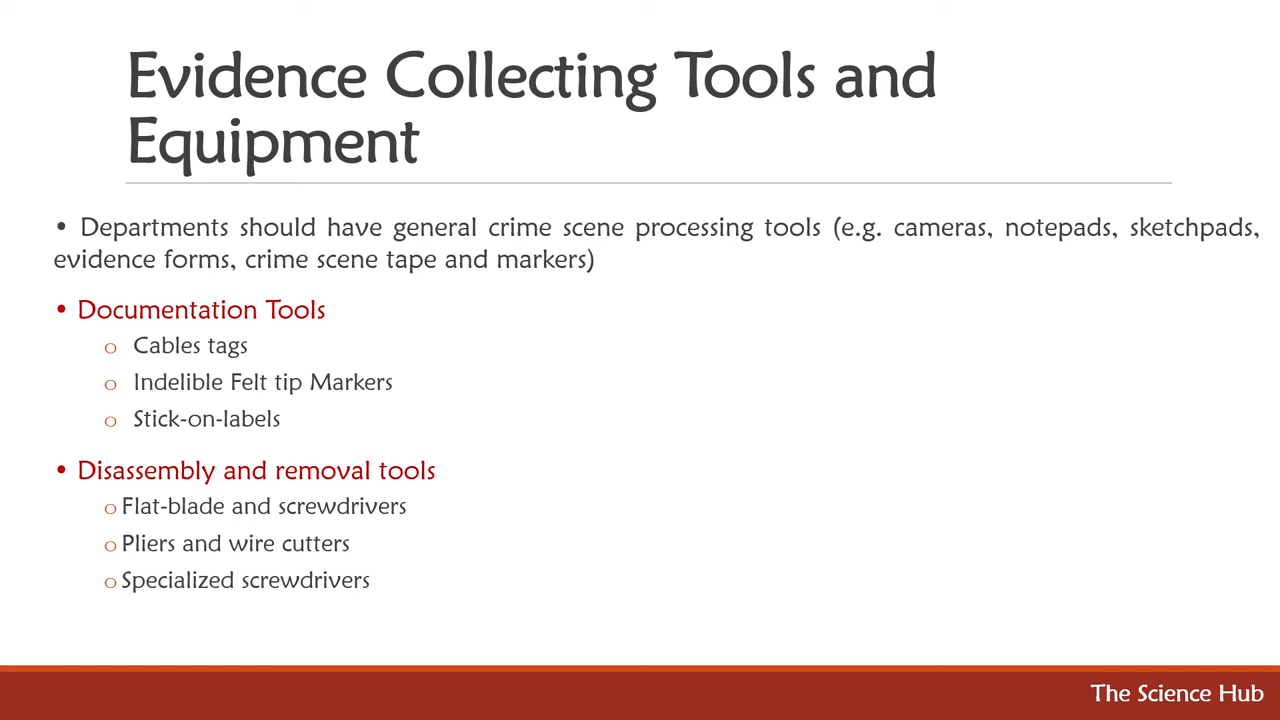 Evidence Collecting Tools and
Equipment
• Departments should have general crime scene processing tools (e.g. cameras, notepads, sketchpads,
evidence forms, crime scene tape and markers)
• Documentation Tools
o Cables tags
o Indelible Felt tip Markers
o Stick-on-labels
• Disassembly and removal tools
o Flat-blade and screwdrivers
o Pliers and wire cutters
o Specialized screwdrivers
The Science Hub